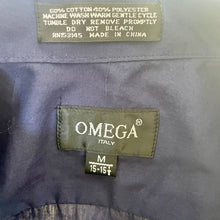 60% COTTON 40% POLYESTER
MACHINE WASH WARM GENTLE CYCLE
TUMBLE DRY REMOVE PROMPTLY
DO NOT BLEACH
RN153145 MADE IN CHINA
OMEGA®
ITALY
M
15-15½